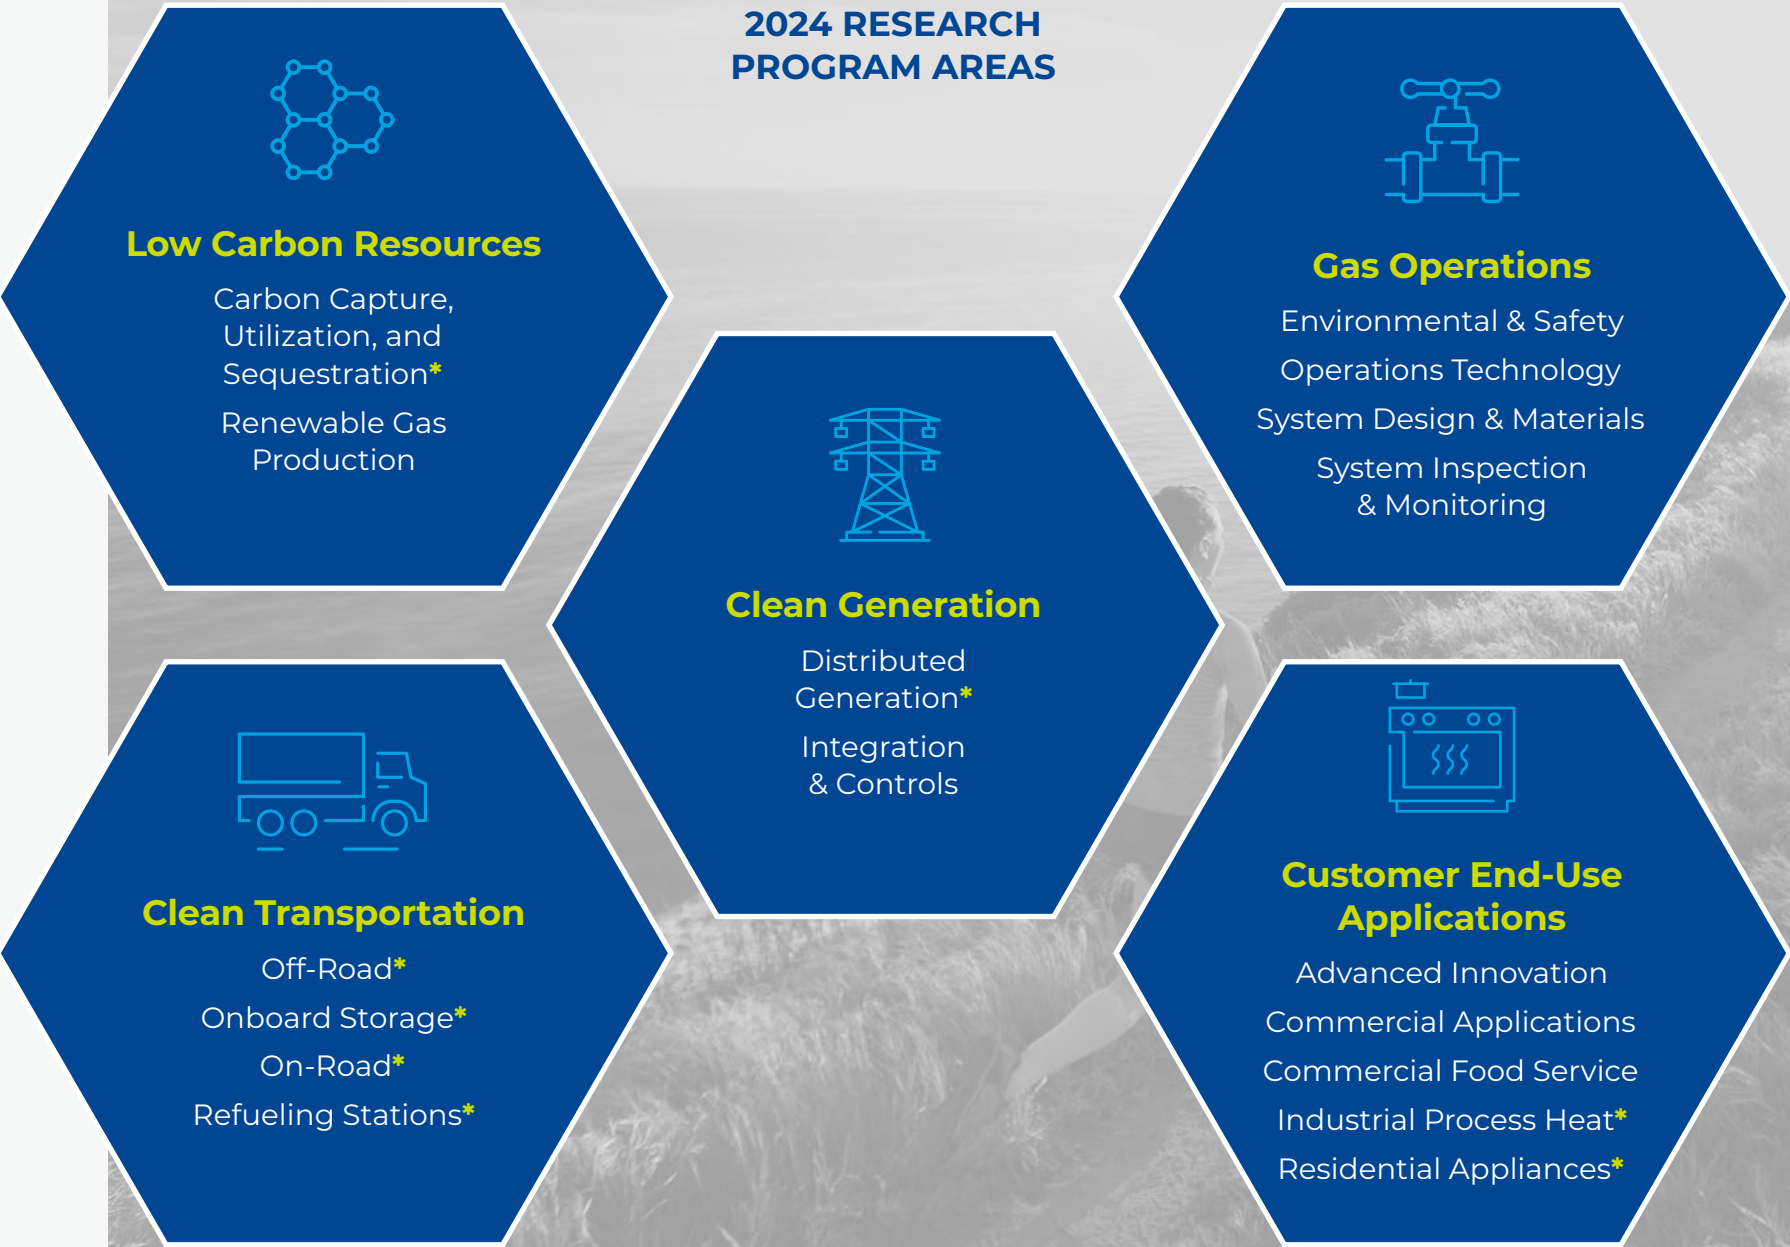 2024 RESEARCH
PROGRAM AREAS
Low Carbon Resources
Carbon Capture,
Utilization, and
Sequestration*
Renewable Gas
Production
Gas Operations
Environmental & Safety
Operations Technology
System Design & Materials
System Inspection
& Monitoring
Clean Generation
Distributed
Generation*
Integration
& Controls
Clean Transportation
Off-Road*
Onboard Storage*
On-Road*
Refueling Stations*
Customer End-Use
Applications
Advanced Innovation
Commercial Applications
Commercial Food Service
Industrial Process Heat*
Residential Appliances*